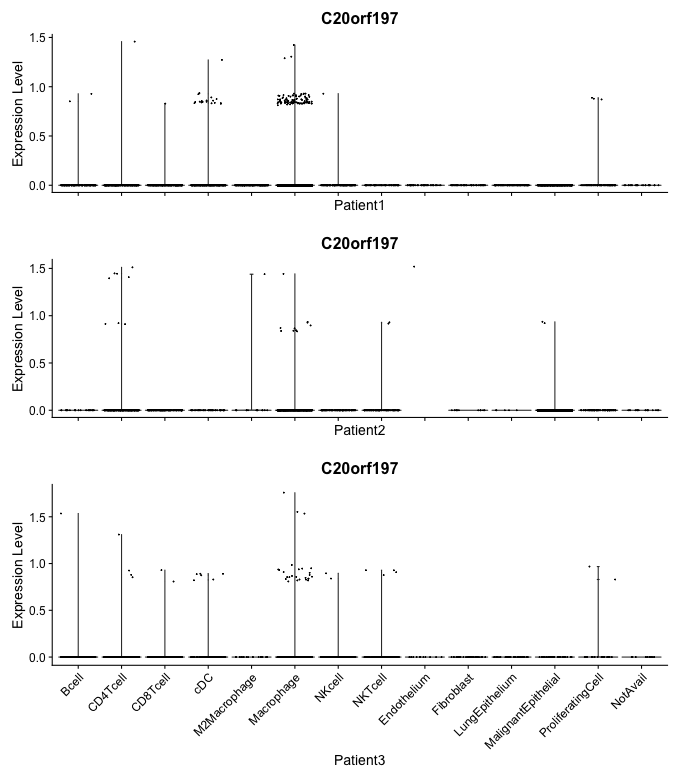 C20orf197
1.5
1.0
0.5
0.0
Expression Level
Patient1
C20orf197
1.5
1.0
0.5
0.0
Expression Level
Patient2
C20orf197
1.5
1.0
0.5
0.0
Expression Level
Bcell
CD4Tcell
CD8Tcell
cDC
M2Macrophage
Macrophage
NKcell
NKTcell
Endothelium
Fibroblast
LungEpithelium
MalignantEpithelial
ProliferatingCell
NotAvail
Patient3